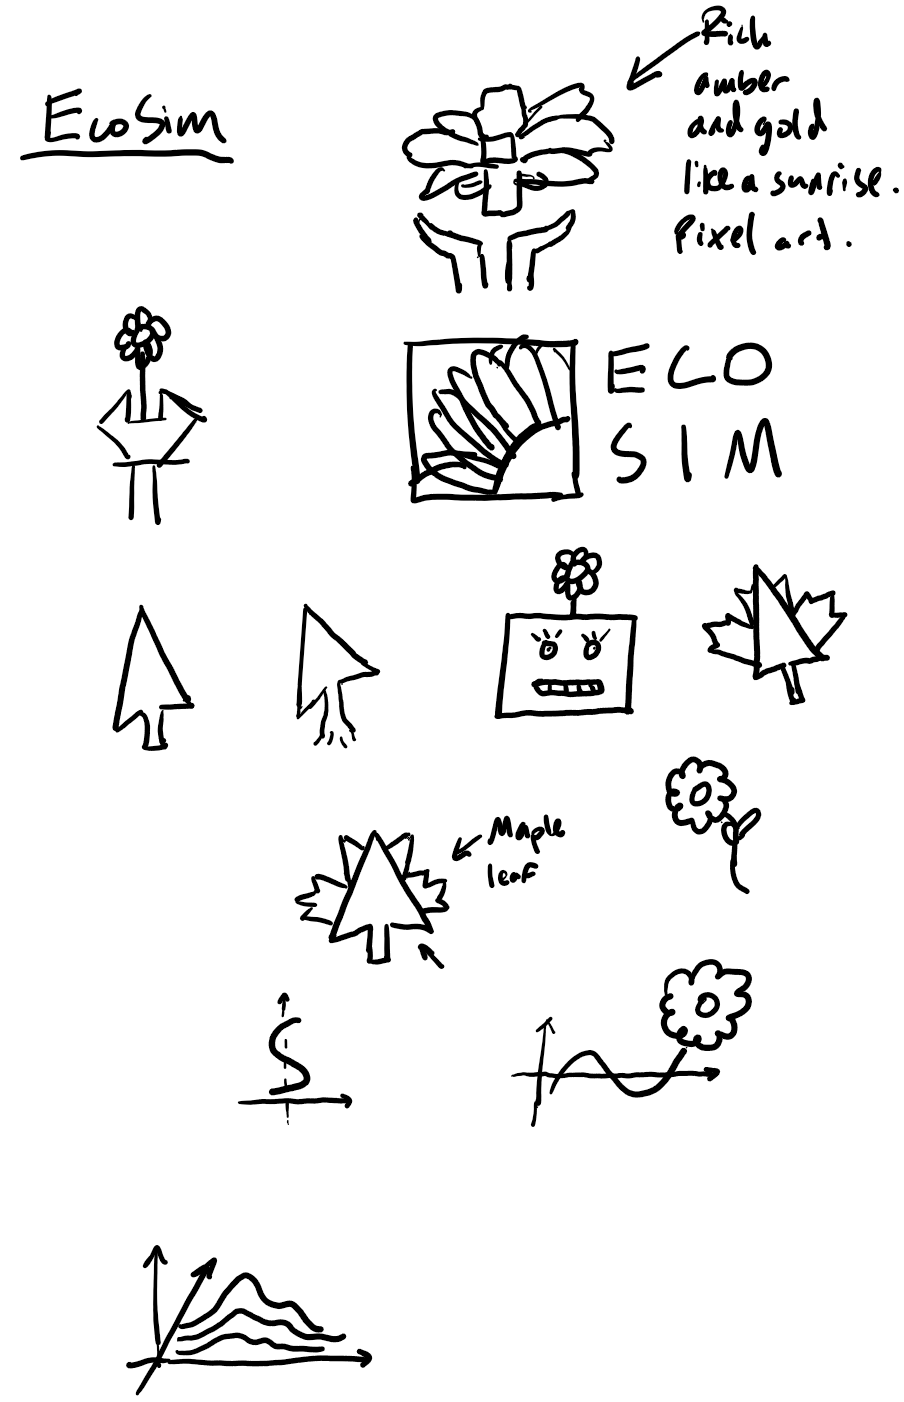 EcoSim
Rich
amber
and gold
like a sunrise.
Pixel art.
ECO
SIM
Maple
leaf
S